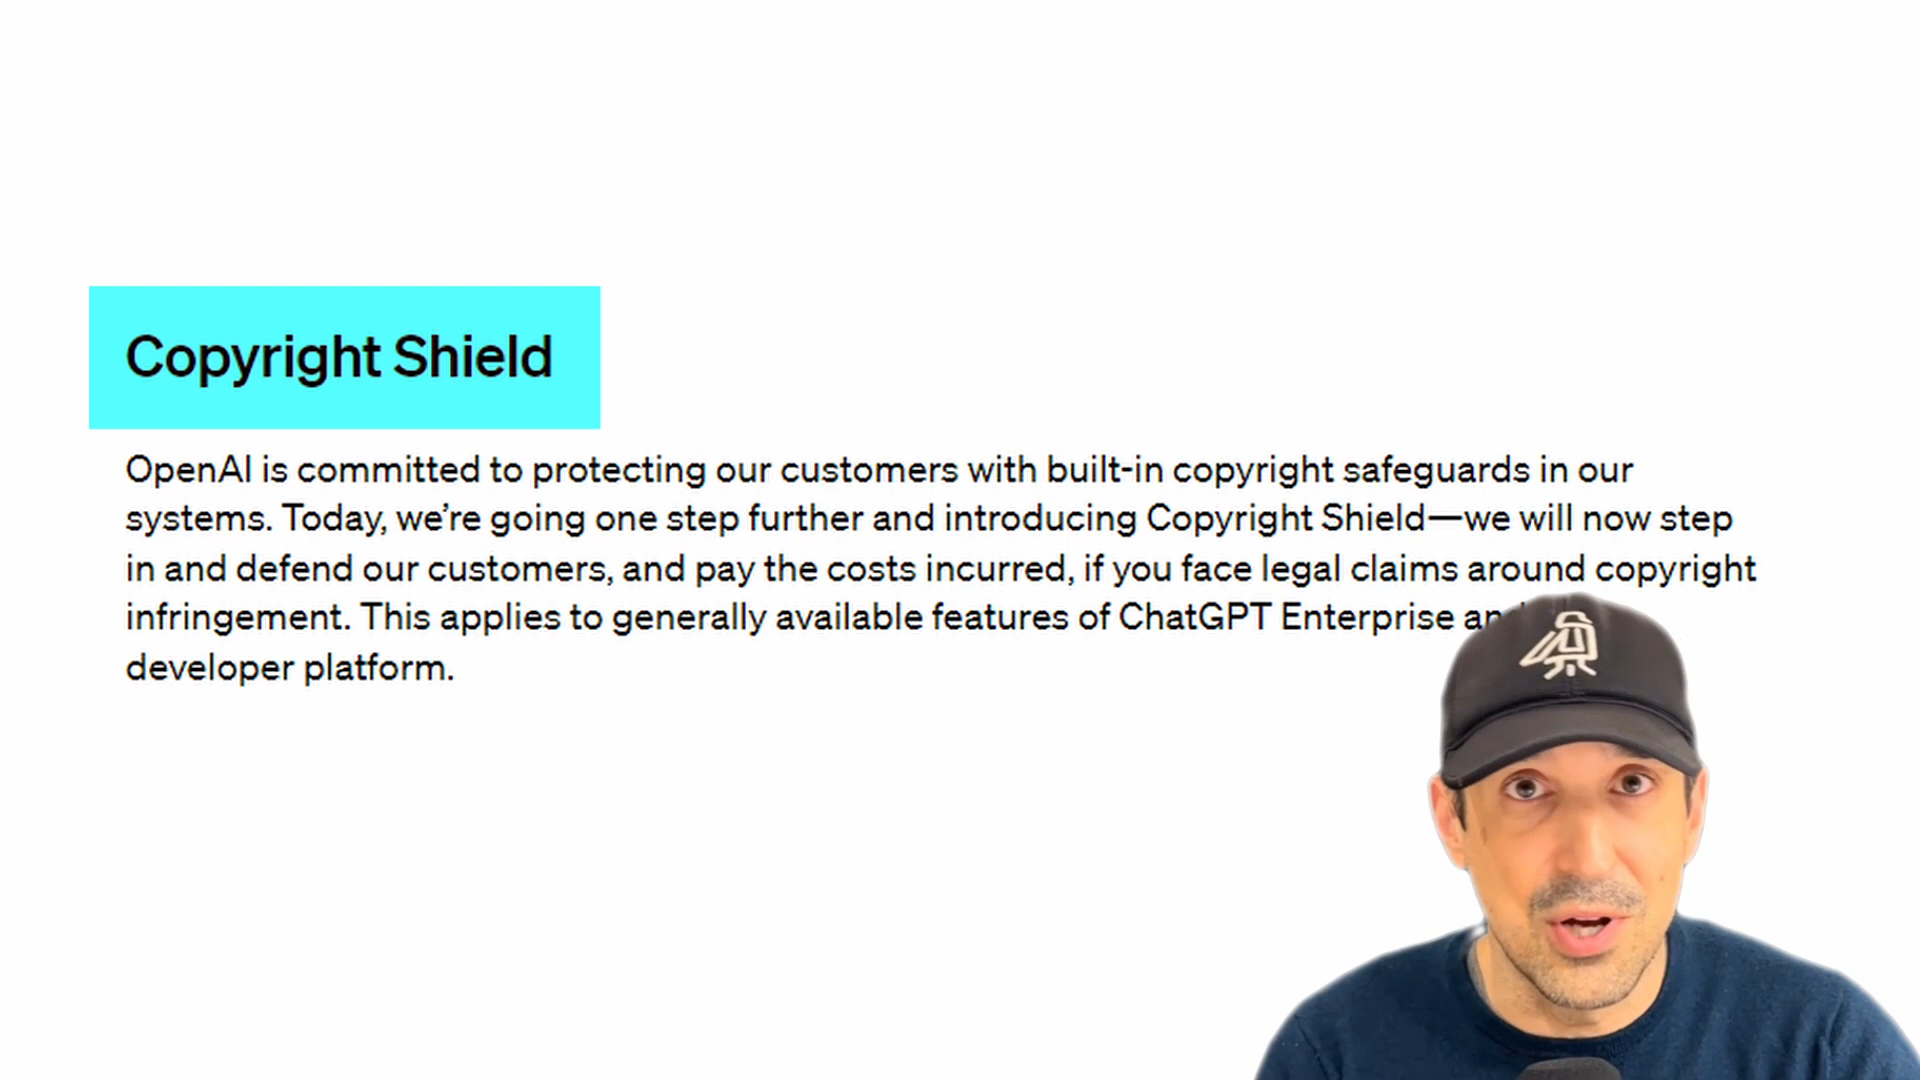 Copyright Shield
OpenAI is committed to protecting our customers with built-in copyright safeguards in our
systems. Today, we’re going one step further and introducing Copyright Shield—we will now step
in and defend our customers, and pay the costs incurred, if you face legal claims around copyright
infringement. This applies to generally available features of ChatGPT Enterprise
developer platform.